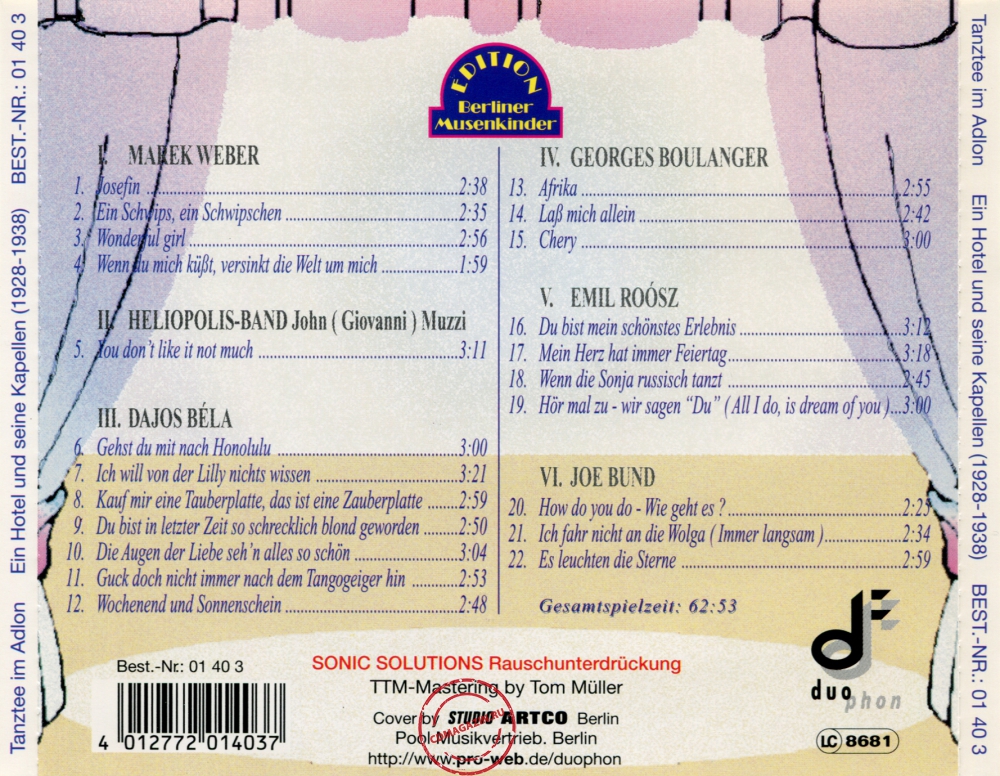 Tanztee im Adlon Ein Hotel und seine Kapellen (1928-1938) BEST.-NR.: 01 40 3
EDITION
Berliner
Musenkinder
I. MAREK WEBER
1. Josefin 2:38
2. Ein Schwips, ein Schwipschen 2:35
3. Wonderful girl 2:56
4. Wenn du mich küßt, versinkt die Welt um mich 1:59
II. HELIOPOLIS-BAND John ( Giovanni ) Muzzi
5. You don't like it not much 3:11
III. DAJOS BÉLA
6. Gehst du mit nach Honolulu 3:00
7. Ich will von der Lilly nichts wissen 3:21
8. Kauf mir eine Tauberplatte, das ist eine Zauberplatte 2:59
9. Du bist in letzter Zeit so schrecklich blond geworden 2:50
10. Die Augen der Liebe seh'n alles so schön 3:04
11. Guck doch nicht immer nach dem Tangogeiger hin 2:53
12. Wochenend und Sonnenschein 2:48
IV. GEORGES BOULANGER
13. Afrika 2:55
14. Laß mich allein 2:42
15. Chery 3:00
V. EMIL ROÓSZ
16. Du bist mein schönstes Erlebnis 3:12
17. Mein Herz hat immer Feiertag 3:18
18. Wenn die Sonja russisch tanzt 2:45
19. Hör mal zu - wir sagen "Du" ( All I do, is dream of you ) 3:00
VI. JOE BUND
20. How do you do - Wie geht es ? 2:25
21. Ich fahr nicht an die Wolga ( Immer langsam ) 2:34
22. Es leuchten die Sterne 2:59
Gesamtspielzeit: 62:53
Best.-Nr: 01 40 3
4 012772 014037
SONIC SOLUTIONS Rauschunterdrückung
TTM-Mastering by Tom Müller
Cover by STUDIO ARTCO Berlin
Pool Musikvertrieb. Berlin
http://www.pro-web.de/duophon
CDMAGAZIN.RU
duo
phon
LC 8681
Tanztee im Adlon Ein Hotel und seine Kapellen (1928-1938) BEST.-NR.: 01 40 3